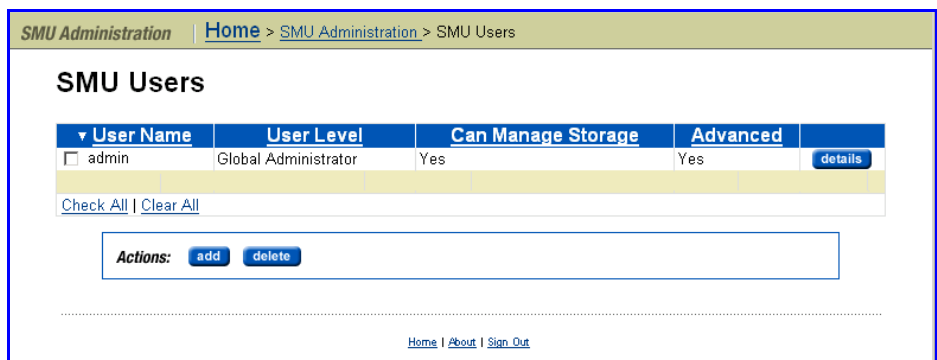 SMU Administration | Home > SMU Administration > SMU Users
SMU Users
▼ User Name User Level Can Manage Storage Advanced
admin Global Administrator Yes Yes details
Check All | Clear All
Actions: add delete
Home | About | Sign Out